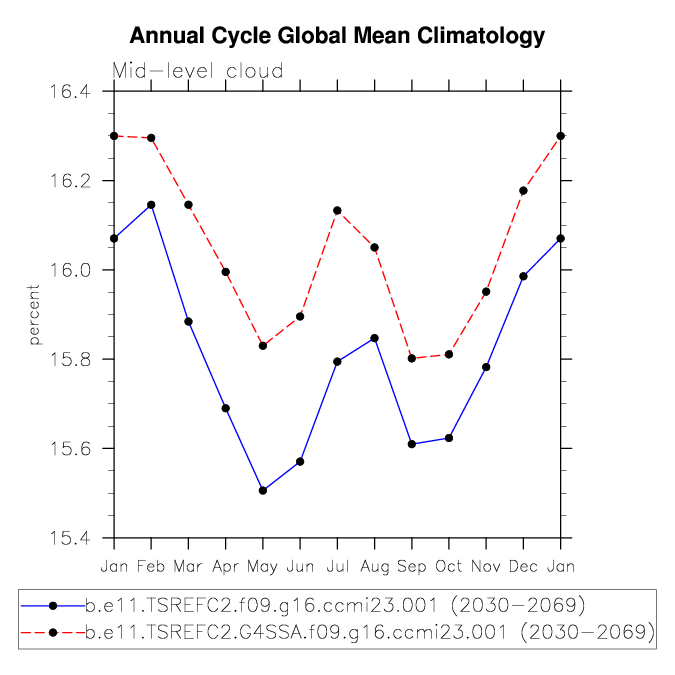 Annual Cycle Global Mean Climatology
Mid-level cloud
16.4
16.2
16.0
15.8
15.6
15.4
percent
Jan Feb Mar Apr May Jun Jul Aug Sep Oct Nov Dec Jan
b.e11.TSREFC2.f09.g16.ccmi23.001 (2030-2069)
b.e11.TSREFC2.G4SSA.f09.g16.ccmi23.001 (2030-2069)